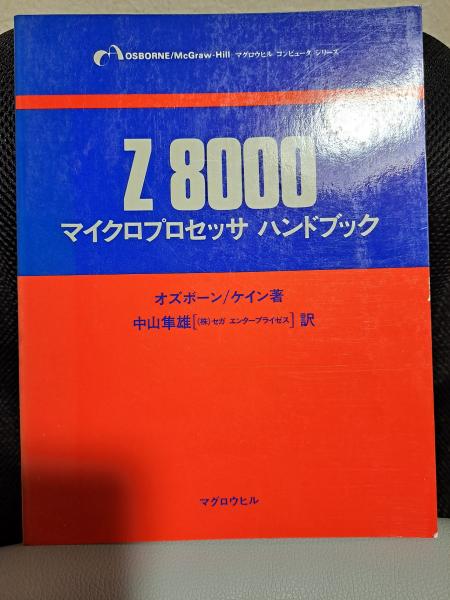 OSBORNE/McGraw-Hill マグロウヒル コンピュータ シリーズ
Z 8000
マイクロプロセッサ ハンドブック
オズボーン/ケイン著
中山隼雄[(株)セガ エンタープライゼス] 訳
マグロウヒル